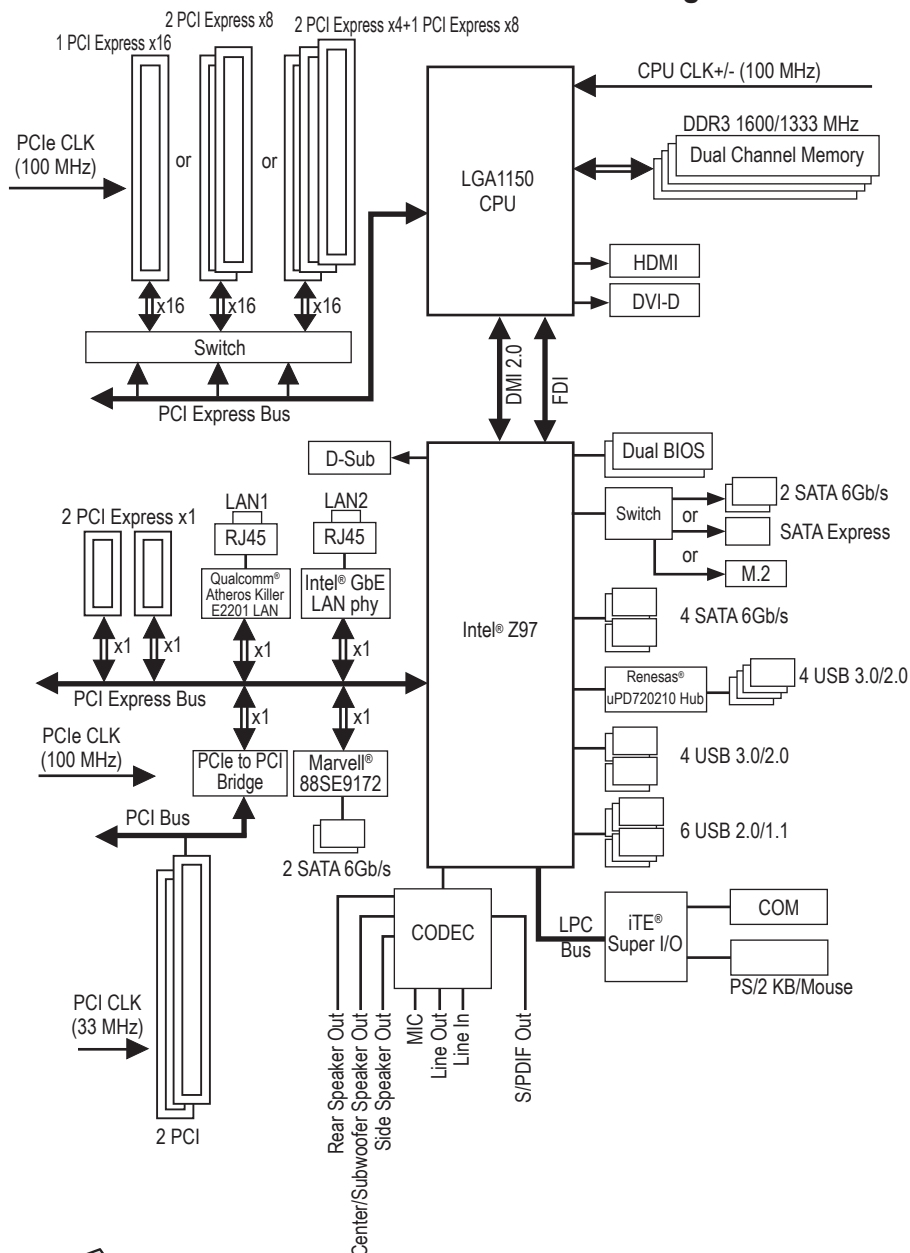 2 PCI Express x8
2 PCI Express x4+1 PCI Express x8
1 PCI Express x16
CPU CLK+/- (100 MHz)
DDR3 1600/1333 MHz
Dual Channel Memory
PCIe CLK
(100 MHz)
or
or
LGA1150
CPU
HDMI
DVI-D
x16
x16
x16
Switch
PCI Express Bus
DMI 2.0
FDI
D-Sub
Dual BIOS
Switch
2 SATA 6Gb/s
or
SATA Express
or
M.2
2 PCI Express x1
LAN1
RJ45
LAN2
RJ45
Qualcomm®
Atheros Killer
E2201 LAN
Intel® GbE
LAN phy
Intel® Z97
4 SATA 6Gb/s
x1
x1
x1
x1
PCI Express Bus
Renesas®
uPD720210 Hub
4 USB 3.0/2.0
x1
x1
PCIe CLK
(100 MHz)
PCIe to PCI
Bridge
Marvell®
88SE9172
4 USB 3.0/2.0
PCI Bus
2 SATA 6Gb/s
6 USB 2.0/1.1
CODEC
LPC
Bus
iTE®
Super I/O
COM
PS/2 KB/Mouse
PCI CLK
(33 MHz)
2 PCI
Rear Speaker Out
Center/Subwoofer Speaker Out
Side Speaker Out
MIC
Line Out
Line In
S/PDIF Out